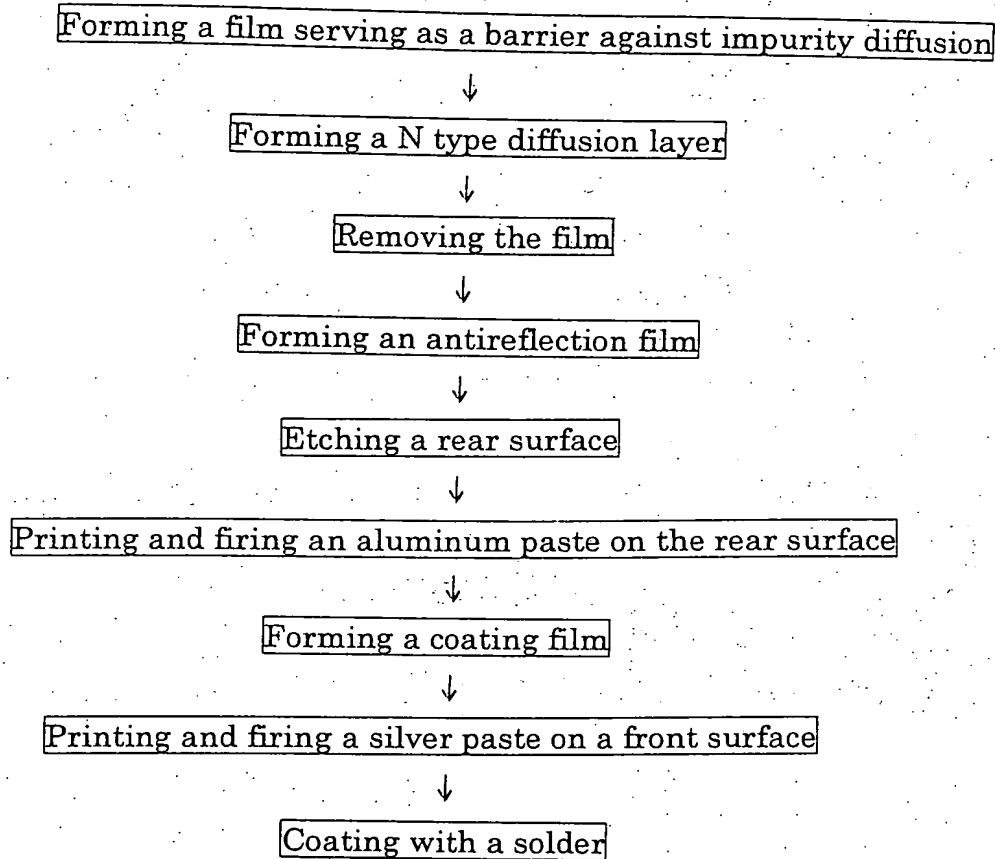 Forming a film serving as a barrier against impurity diffusion
Forming a N type diffusion layer
Removing the film
Forming an antireflection film
Etching a rear surface
Printing and firing an aluminum paste on the rear surface
Forming a coating film
Printing and firing a silver paste on a front surface
Coating with a solder